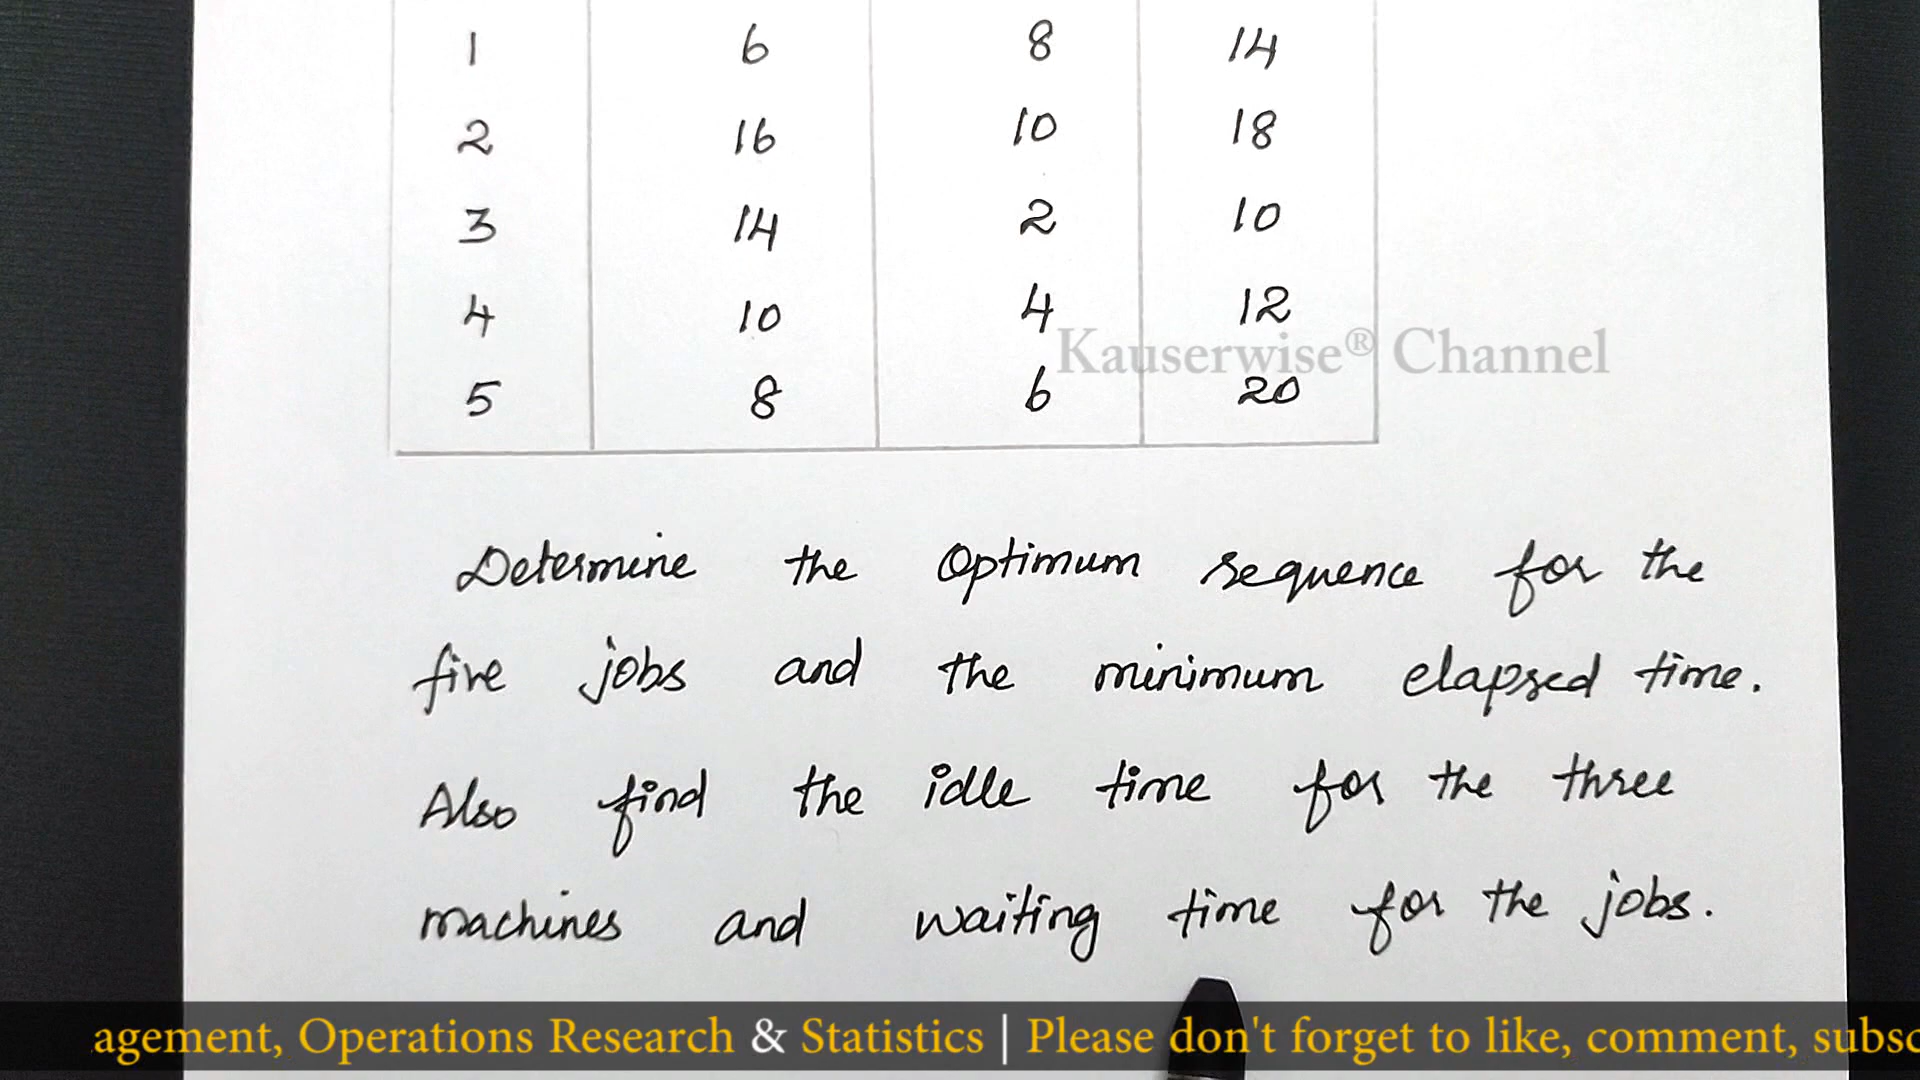 1 6 8 14
2 16 10 18
3 14 2 10
4 10 4 12
Kauserwise® Channel
5 8 6 20
Determine the Optimum sequence for the
five jobs and the minimum elapsed time.
Also find the idle time for the three
machines and waiting time for the jobs.
agement, Operations Research & Statistics | Please don't forget to like, comment, subsc